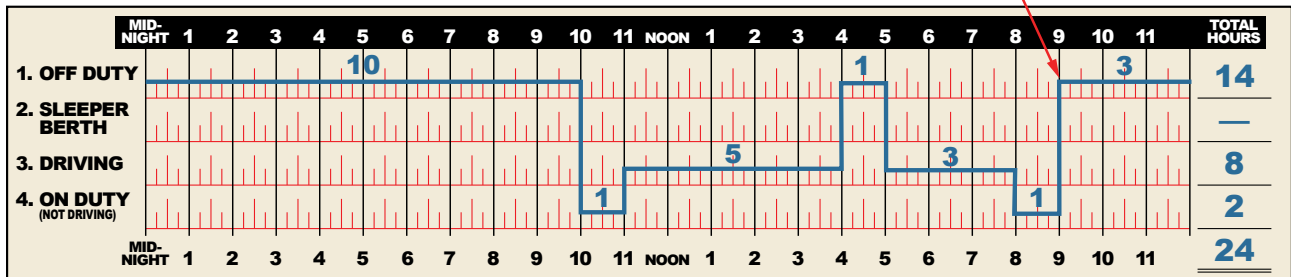 MID-NIGHT 1 2 3 4 5 6 7 8 9 10 11 NOON 1 2 3 4 5 6 7 8 9 10 11 TOTAL HOURS
1. OFF DUTY 10 1 3 14
2. SLEEPER BERTH —
3. DRIVING 5 3 8
4. ON DUTY (NOT DRIVING) 1 1 2
MID-NIGHT 1 2 3 4 5 6 7 8 9 10 11 NOON 1 2 3 4 5 6 7 8 9 10 11 24